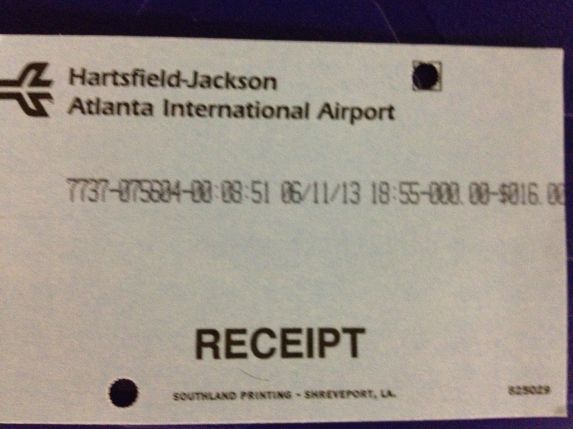 Hartsfield-Jackson
Atlanta International Airport
7737-075604-00:08:51 06/11/13 18:55-000.00-$016.00
RECEIPT
SOUTHLAND PRINTING - SHREVEPORT, LA.
825029